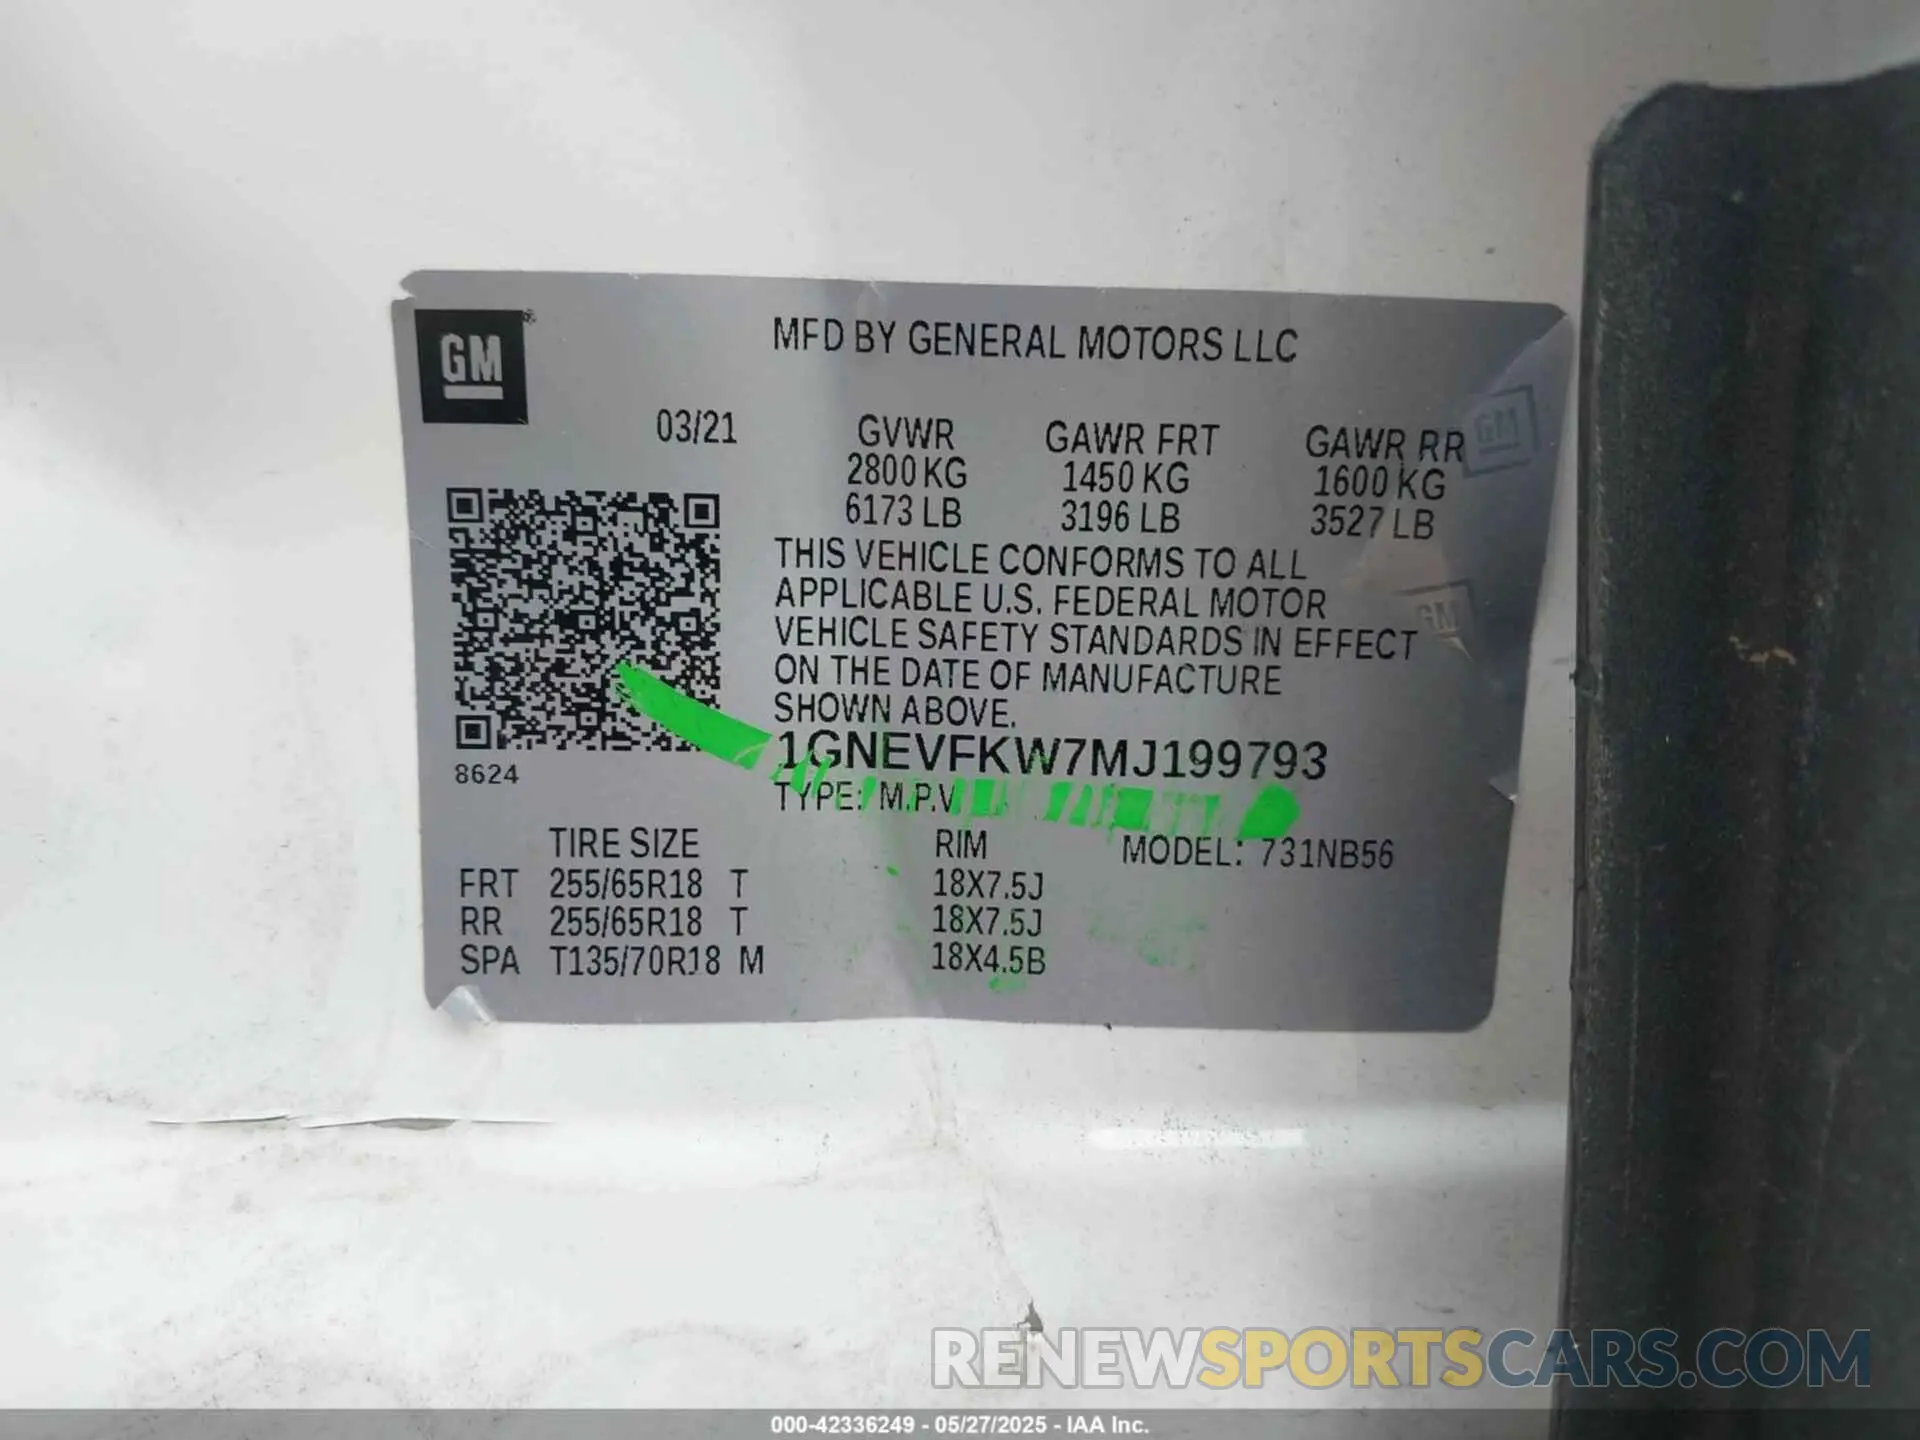 GM®
MFD BY GENERAL MOTORS LLC
03/21
GVWR GAWR FRT GAWR RR
2800 KG 1450 KG 1600 KG
6173 LB 3196 LB 3527 LB
GM
THIS VEHICLE CONFORMS TO ALL
APPLICABLE U.S. FEDERAL MOTOR
VEHICLE SAFETY STANDARDS IN EFFECT
ON THE DATE OF MANUFACTURE
SHOWN ABOVE.
GM
1GNEVFKW7MJ199793
8624
TYPE: M.P.V
TIRE SIZE RIM MODEL: 731NB56
FRT 255/65R18 T 18X7.5J
RR 255/65R18 T 18X7.5J
SPA T135/70R18 M 18X4.5B
RENEWSPORTSCARS.COM
000-42336249 - 05/27/2025 - IAA Inc.